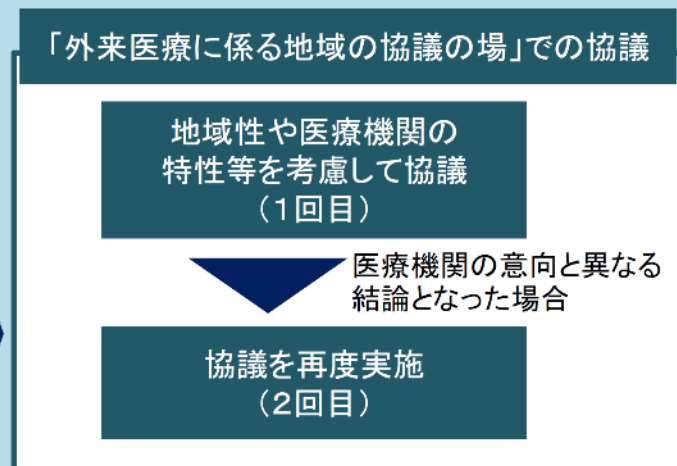 「外来医療に係る地域の協議の場」での協議
地域性や医療機関の
特性等を考慮して協議
（1回目）
医療機関の意向と異なる
結論となった場合
協議を再度実施
（2回目）